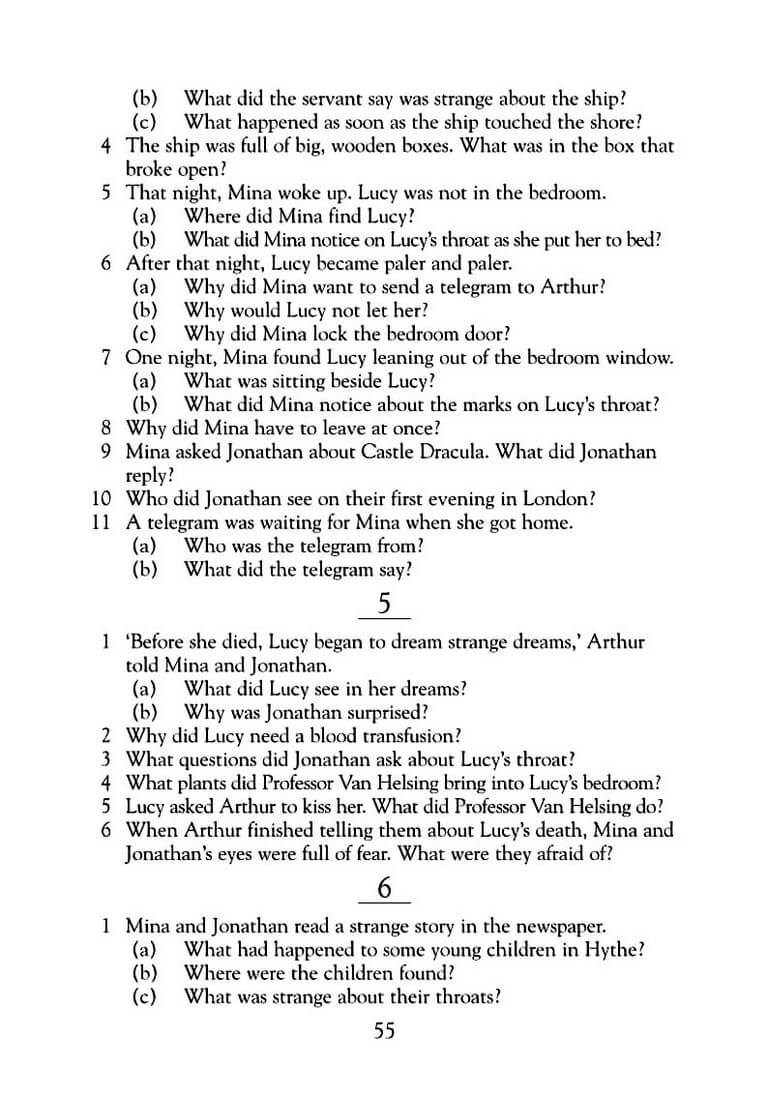 (b) What did the servant say was strange about the ship?
(c) What happened as soon as the ship touched the shore?
4 The ship was full of big, wooden boxes. What was in the box that
broke open?
5 That night, Mina woke up. Lucy was not in the bedroom.
(a) Where did Mina find Lucy?
(b) What did Mina notice on Lucy's throat as she put her to bed?
6 After that night, Lucy became paler and paler.
(a) Why did Mina want to send a telegram to Arthur?
(b) Why would Lucy not let her?
(c) Why did Mina lock the bedroom door?
7 One night, Mina found Lucy leaning out of the bedroom window.
(a) What was sitting beside Lucy?
(b) What did Mina notice about the marks on Lucy's throat?
8 Why did Mina have to leave at once?
9 Mina asked Jonathan about Castle Dracula. What did Jonathan
reply?
10 Who did Jonathan see on their first evening in London?
11 A telegram was waiting for Mina when she got home.
(a) Who was the telegram from?
(b) What did the telegram say?
5
1 ‘Before she died, Lucy began to dream strange dreams,’ Arthur
told Mina and Jonathan.
(a) What did Lucy see in her dreams?
(b) Why was Jonathan surprised?
2 Why did Lucy need a blood transfusion?
3 What questions did Jonathan ask about Lucy's throat?
4 What plants did Professor Van Helsing bring into Lucy's bedroom?
5 Lucy asked Arthur to kiss her. What did Professor Van Helsing do?
6 When Arthur finished telling them about Lucy's death, Mina and
Jonathan's eyes were full of fear. What were they afraid of?
6
1 Mina and Jonathan read a strange story in the newspaper.
(a) What had happened to some young children in Hythe?
(b) Where were the children found?
(c) What was strange about their throats?
55